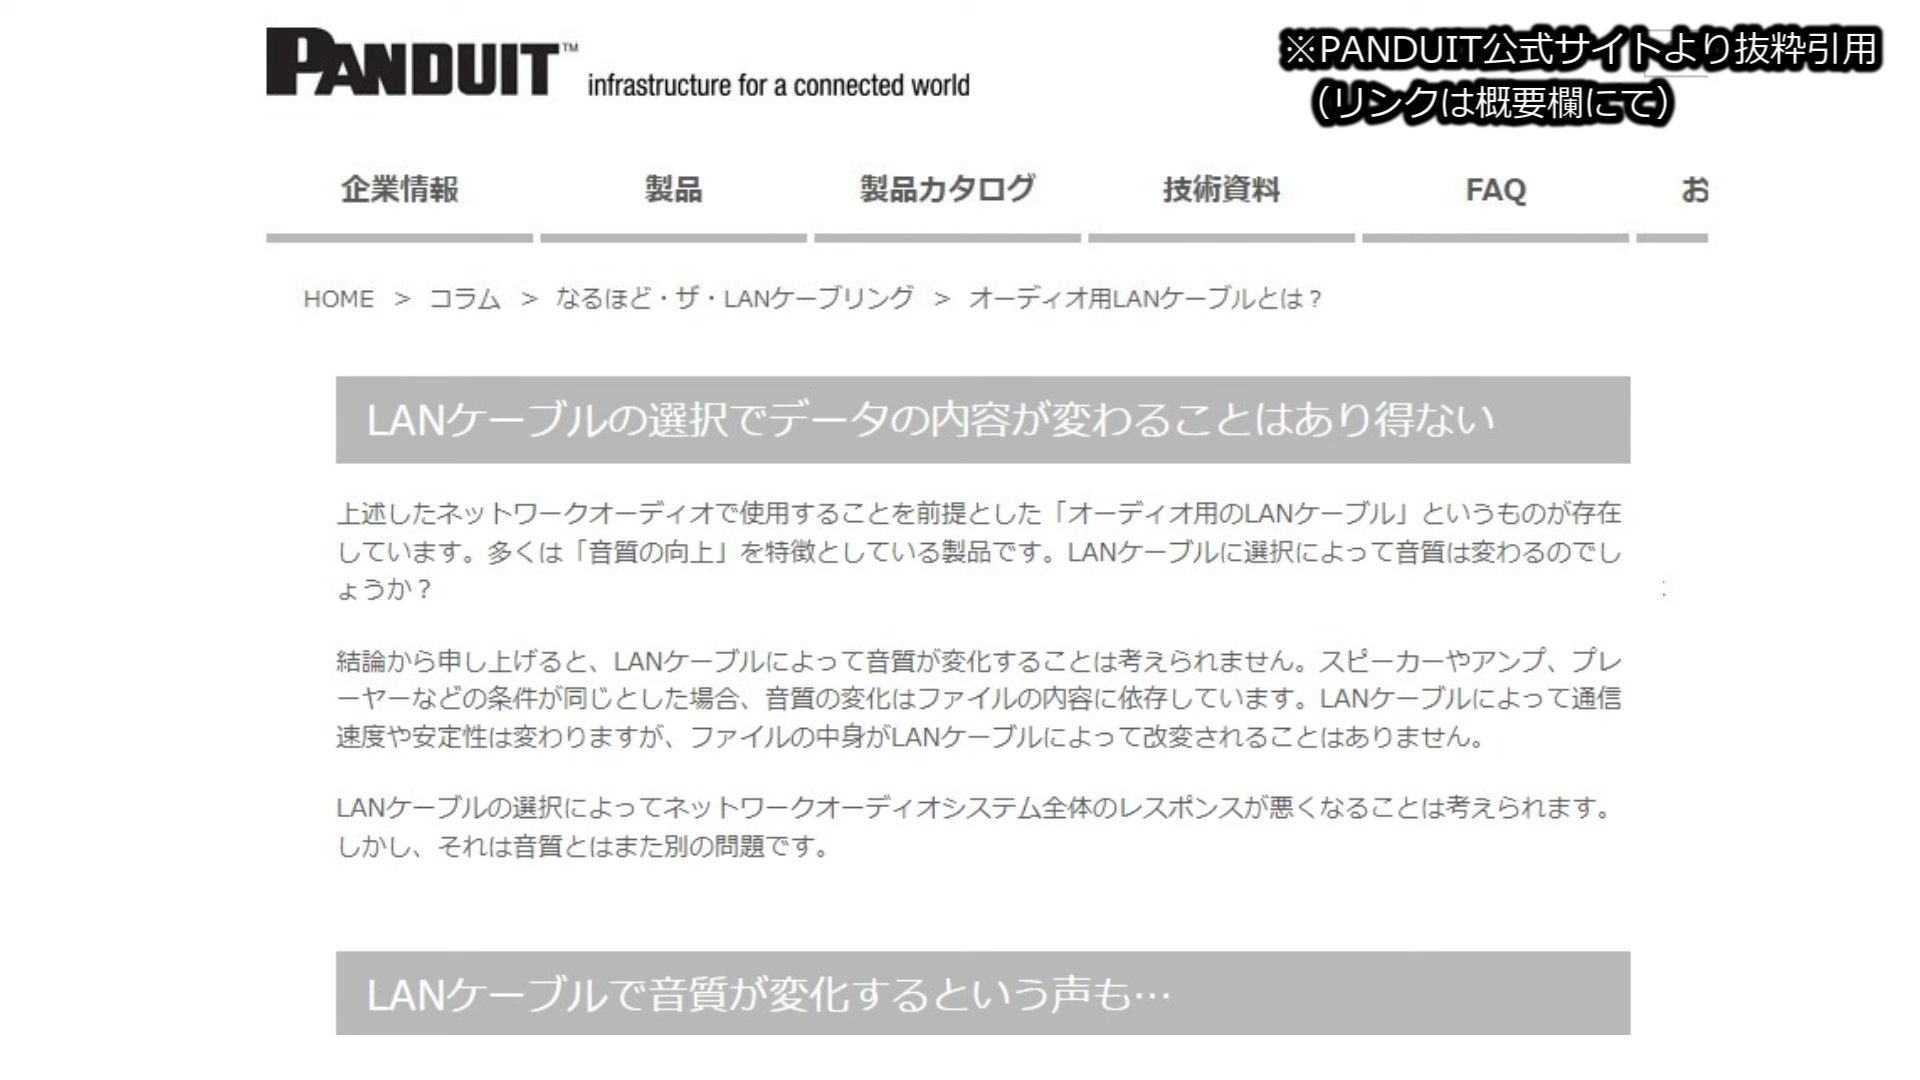 PANDUIT™ infrastructure for a connected world
※PANDUIT公式サイトより抜粋引用
（リンクは概要欄にて）
企業情報 製品 製品カタログ 技術資料 FAQ お
HOME > コラム > なるほど・ザ・LANケーブリング > オーディオ用LANケーブルとは？
LANケーブルの選択でデータの内容が変わることはあり得ない
上述したネットワークオーディオで使用することを前提とした「オーディオ用のLANケーブル」というものが存在
しています。多くは「音質の向上」を特徴としている製品です。LANケーブルに選択によって音質は変わるのでし
ょうか？
結論から申し上げると、LANケーブルによって音質が変化することは考えられません。スピーカーやアンプ、プレ
ーヤーなどの条件が同じとした場合、音質の変化はファイルの内容に依存しています。LANケーブルによって通信
速度や安定性は変わりますが、ファイルの中身がLANケーブルによって改変されることはありません。
LANケーブルの選択によってネットワークオーディオシステム全体のレスポンスが悪くなることは考えられます。
しかし、それは音質とはまた別の問題です。
LANケーブルで音質が変化するという声も…